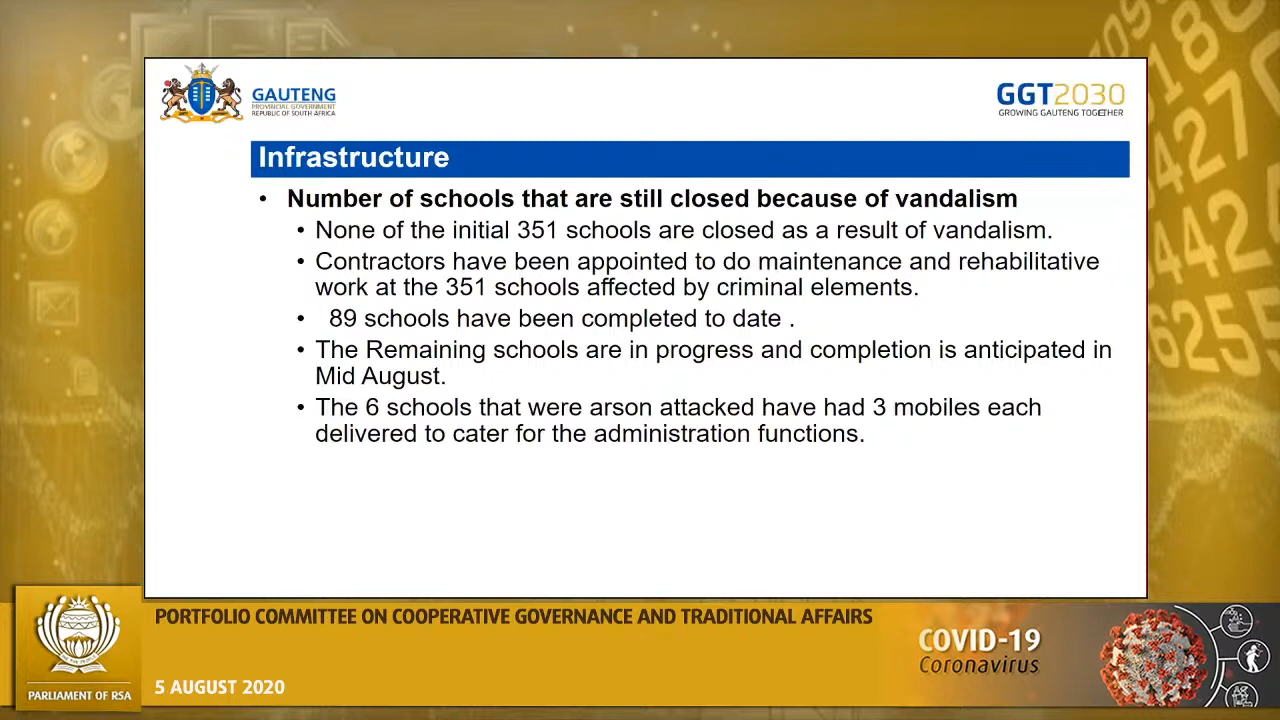 GAUTENG
PROVINCIAL GOVERNMENT
REPUBLIC OF SOUTH AFRICA
GGT2030
GROWING GAUTENG TOGETHER
Infrastructure
• Number of schools that are still closed because of vandalism
• None of the initial 351 schools are closed as a result of vandalism.
• Contractors have been appointed to do maintenance and rehabilitative
work at the 351 schools affected by criminal elements.
• 89 schools have been completed to date .
• The Remaining schools are in progress and completion is anticipated in
Mid August.
• The 6 schools that were arson attacked have had 3 mobiles each
delivered to cater for the administration functions.
PORTFOLIO COMMITTEE ON COOPERATIVE GOVERNANCE AND TRADITIONAL AFFAIRS
COVID-19
Coronavirus
PARLIAMENT OF RSA
5 AUGUST 2020